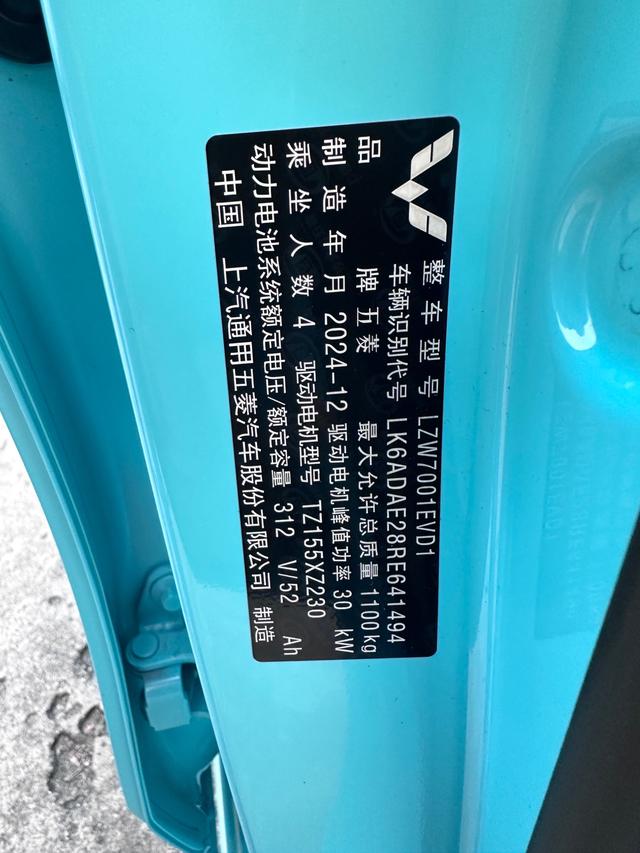 整车型号 LZW7001EVD1
车辆识别代号 LK6ADAE28RE641494
品 牌 五菱 最大允许总质量 1100kg
制造年月 2024-12 驱动电机峰值功率 30 kW
乘坐人数 4 驱动电机型号 TZ155XZ230
动力电池系统额定电压/额定容量 312 V/52 Ah
中国 上汽通用五菱汽车股份有限公司 制造